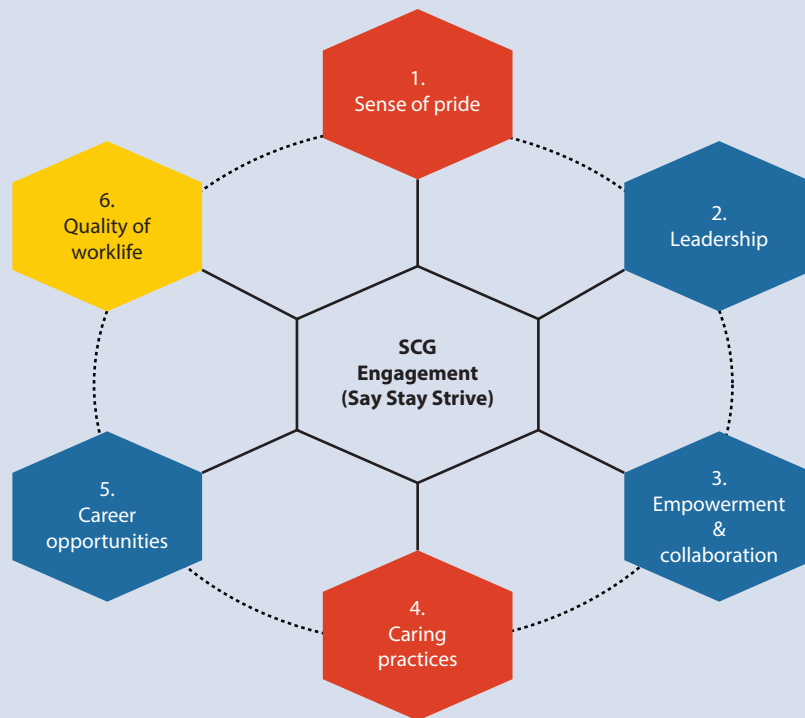 1.
Sense of pride
2.
Leadership
3.
Empowerment
&
collaboration
4.
Caring
practices
5.
Career
opportunities
6.
Quality of
worklife
SCG
Engagement
(Say Stay Strive)